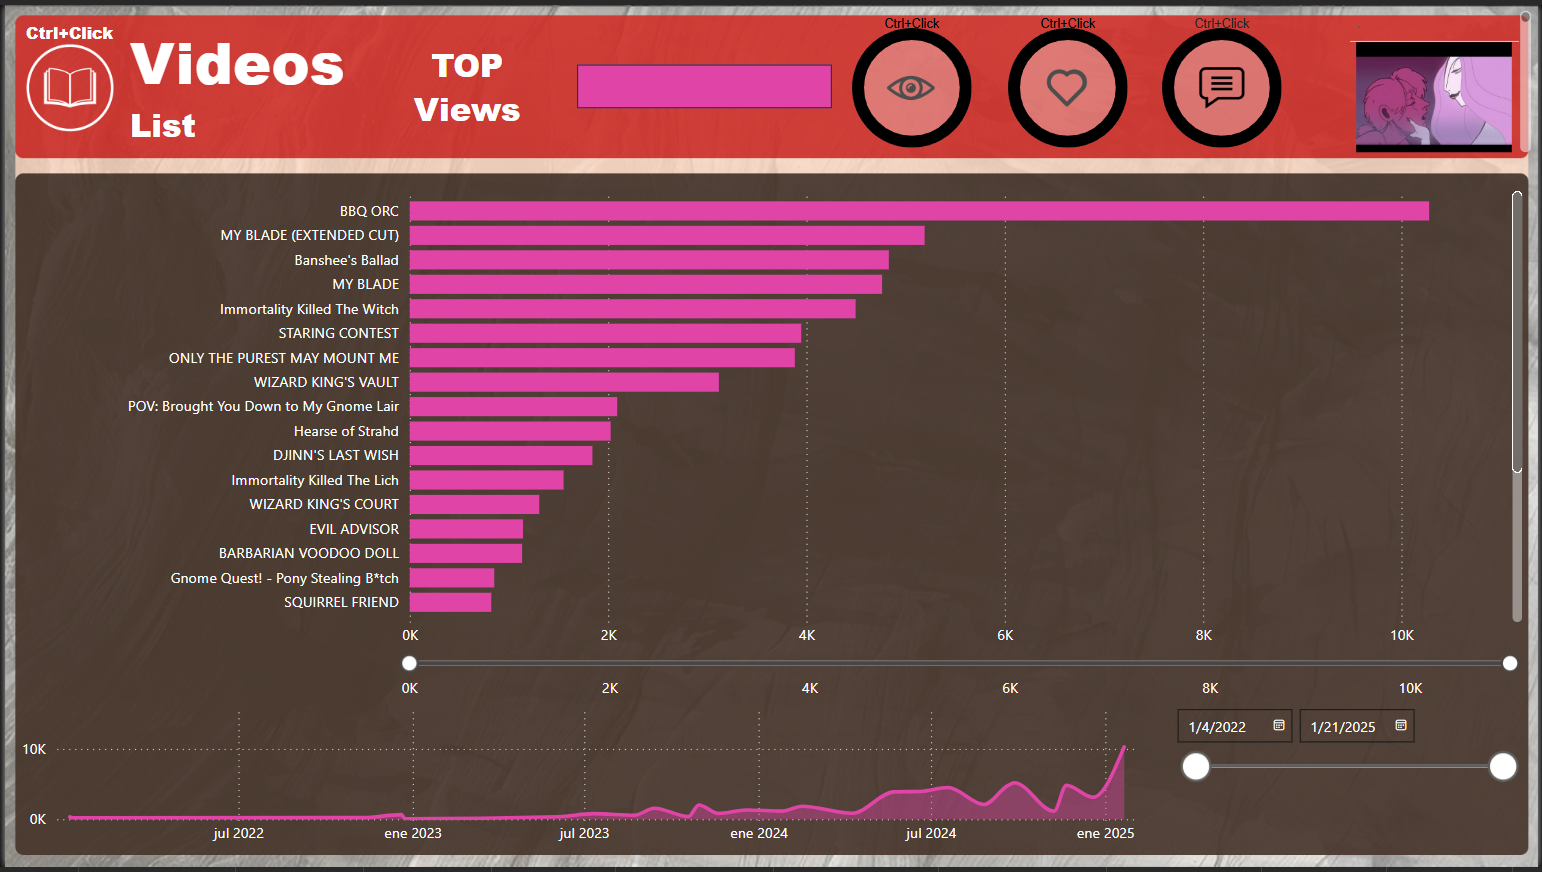 Ctrl+Click
Videos
List
TOP
Views
Ctrl+Click
Ctrl+Click
Ctrl+Click
BBQ ORC
MY BLADE (EXTENDED CUT)
Banshee's Ballad
MY BLADE
Immortality Killed The Witch
STARING CONTEST
ONLY THE PUREST MAY MOUNT ME
WIZARD KING'S VAULT
POV: Brought You Down to My Gnome Lair
Hearse of Strahd
DJINN'S LAST WISH
Immortality Killed The Lich
WIZARD KING'S COURT
EVIL ADVISOR
BARBARIAN VOODOO DOLL
Gnome Quest! - Pony Stealing B*tch
SQUIRREL FRIEND
0K 2K 4K 6K 8K 10K
0K 2K 4K 6K 8K 10K
1/4/2022 1/21/2025
10K
0K
jul 2022 ene 2023 jul 2023 ene 2024 jul 2024 ene 2025